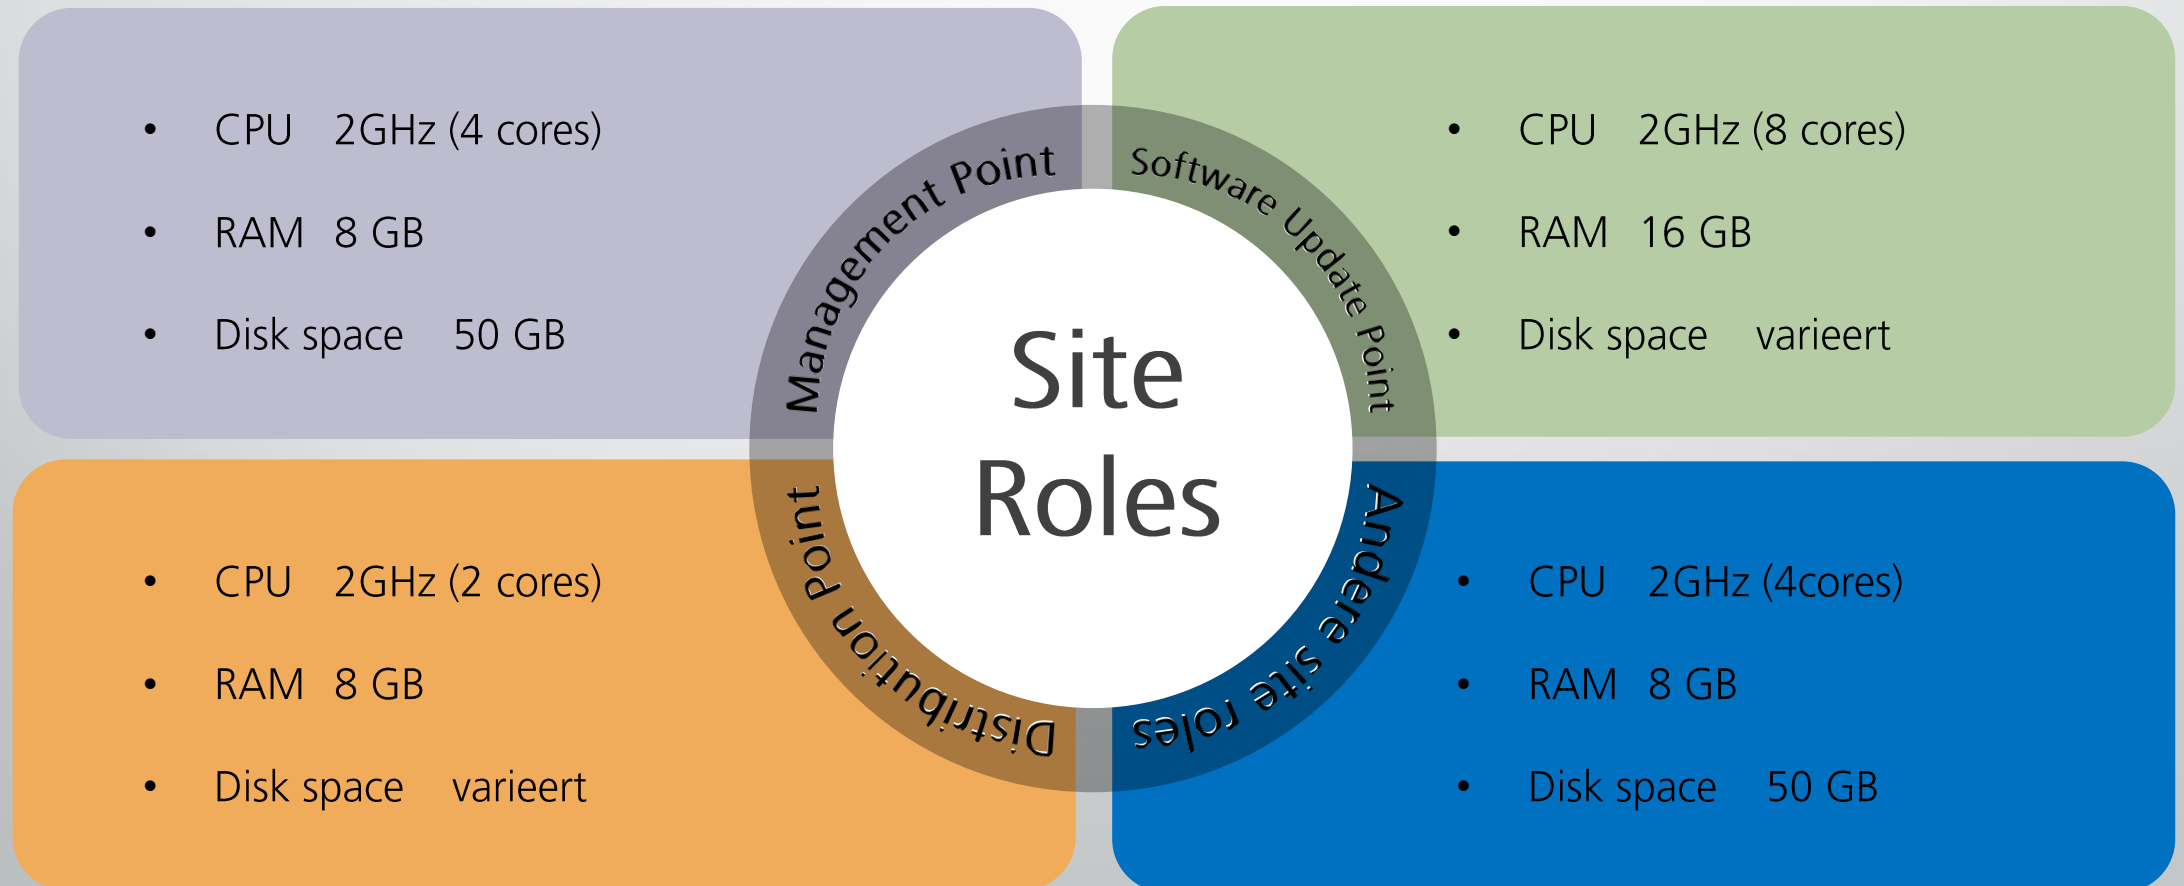 • CPU 2GHz (4 cores)
• RAM 8 GB
• Disk space 50 GB
Management Point
• CPU 2GHz (8 cores)
• RAM 16 GB
• Disk space varieert
Software Update Point
Site
Roles
• CPU 2GHz (2 cores)
• RAM 8 GB
• Disk space varieert
Distribution Point
• CPU 2GHz (4cores)
• RAM 8 GB
• Disk space 50 GB
Andere site roles